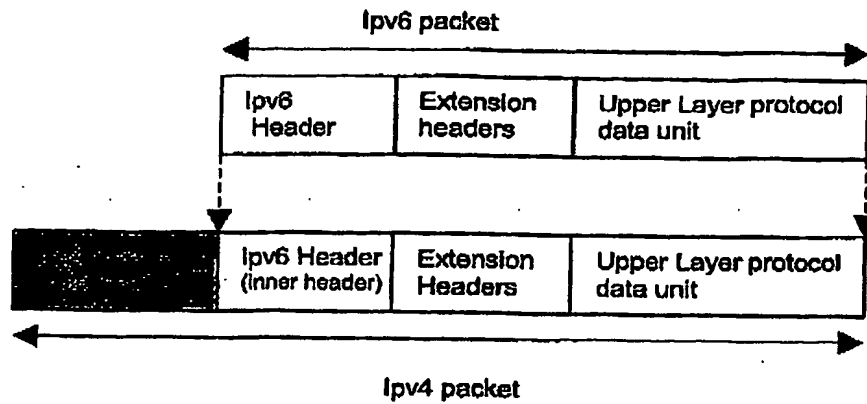 Ipv6 packet
Ipv6 Header
Extension headers
Upper Layer protocol data unit
Ipv6 Header (inner header)
Extension Headers
Upper Layer protocol data unit
Ipv4 packet